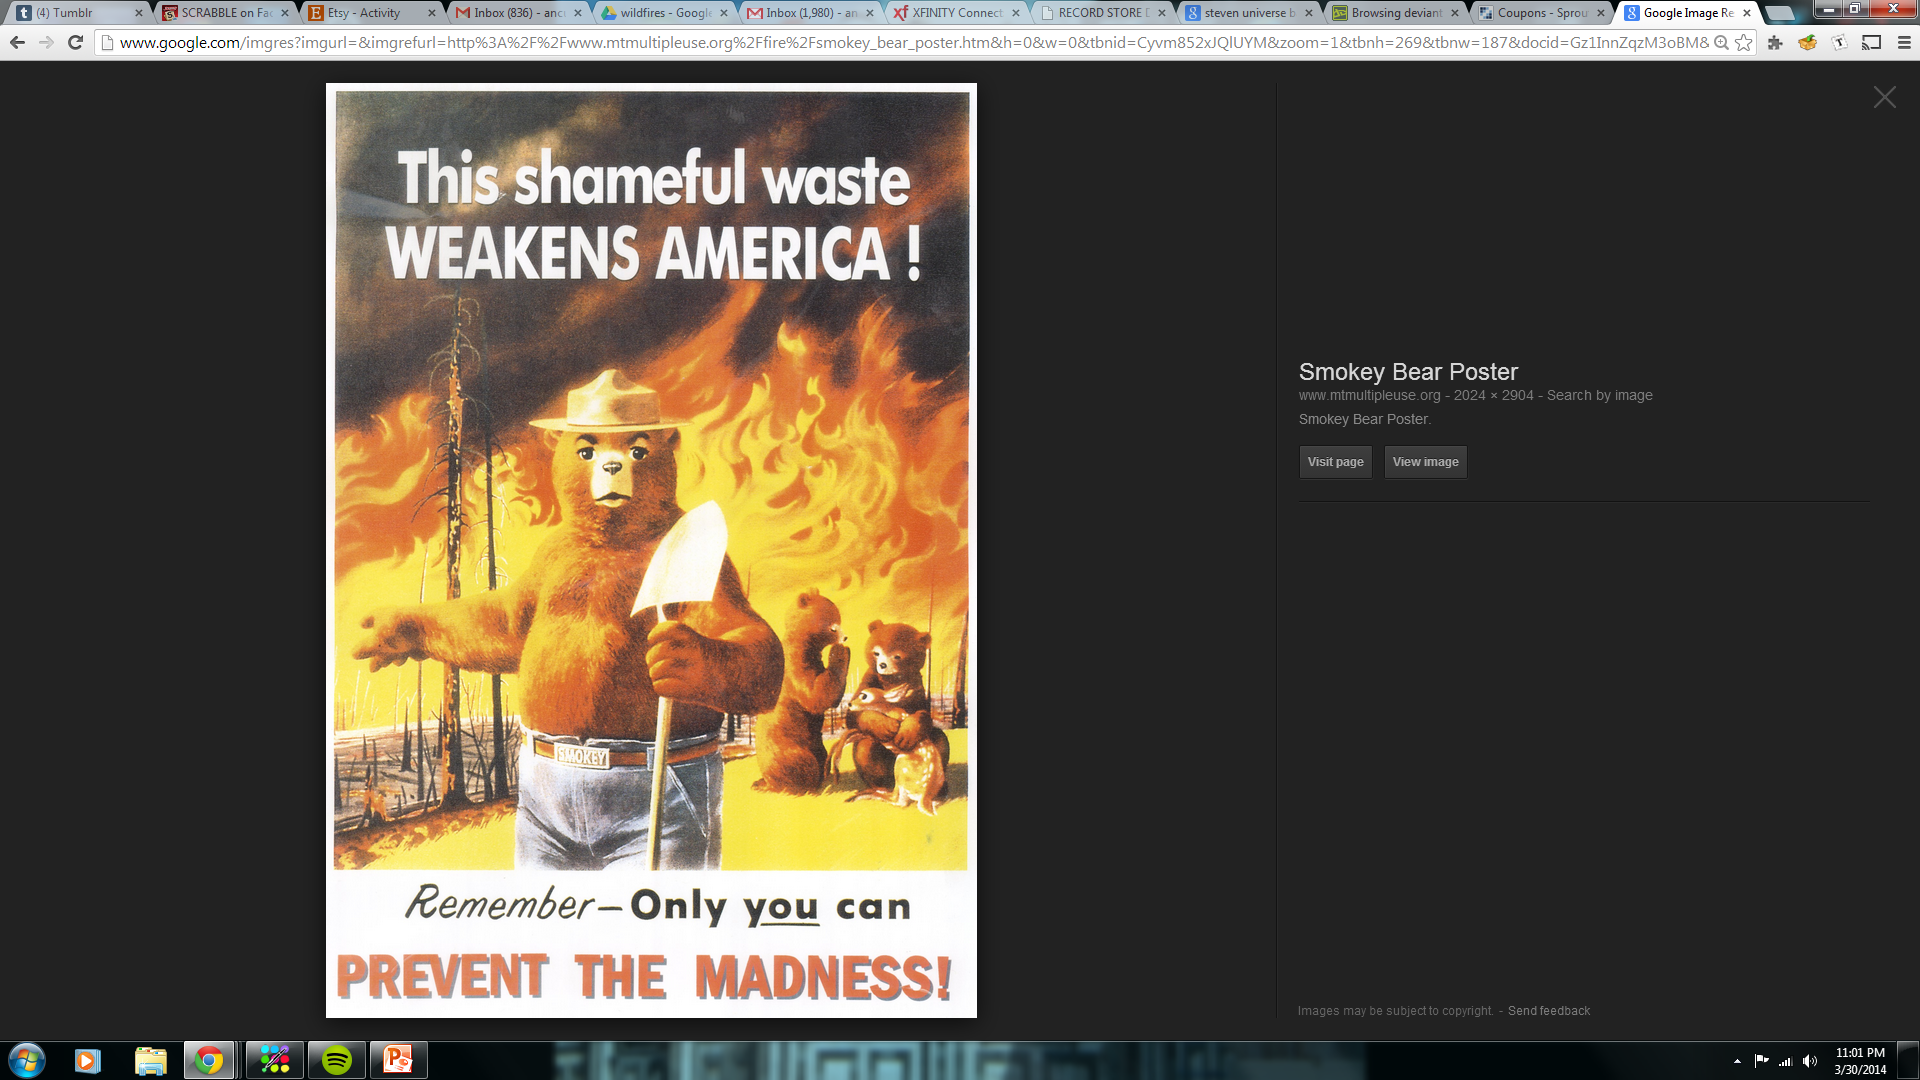 (4) Tumblr
SCRABBLE on Fac
Etsy - Activity
Inbox (836) - anc
wildfires - Google
Inbox (1,980) - an
XFINITY Connect
RECORD STORE D
steven universe b
Browsing deviant
Coupons - Sprou
Google Image Re
www.google.com/imgres?imgurl=&imgrefurl=http%3A%2F%2Fwww.mtmultipleuse.org%2Ffire%2Fsmokey_bear_poster.htm&h=0&w=0&tbnid=Cyvm852xJQlUYM&zoom=1&tbnh=269&tbnw=187&docid=Gz1InnZqzM3oBM&
This shameful waste
WEAKENS AMERICA !
SMOKEY
Remember—Only you can
PREVENT THE MADNESS!
Smokey Bear Poster
www.mtmultipleuse.org - 2024 × 2904 - Search by image
Smokey Bear Poster.
Visit page
View image
Images may be subject to copyright. - Send feedback
11:01 PM
3/30/2014